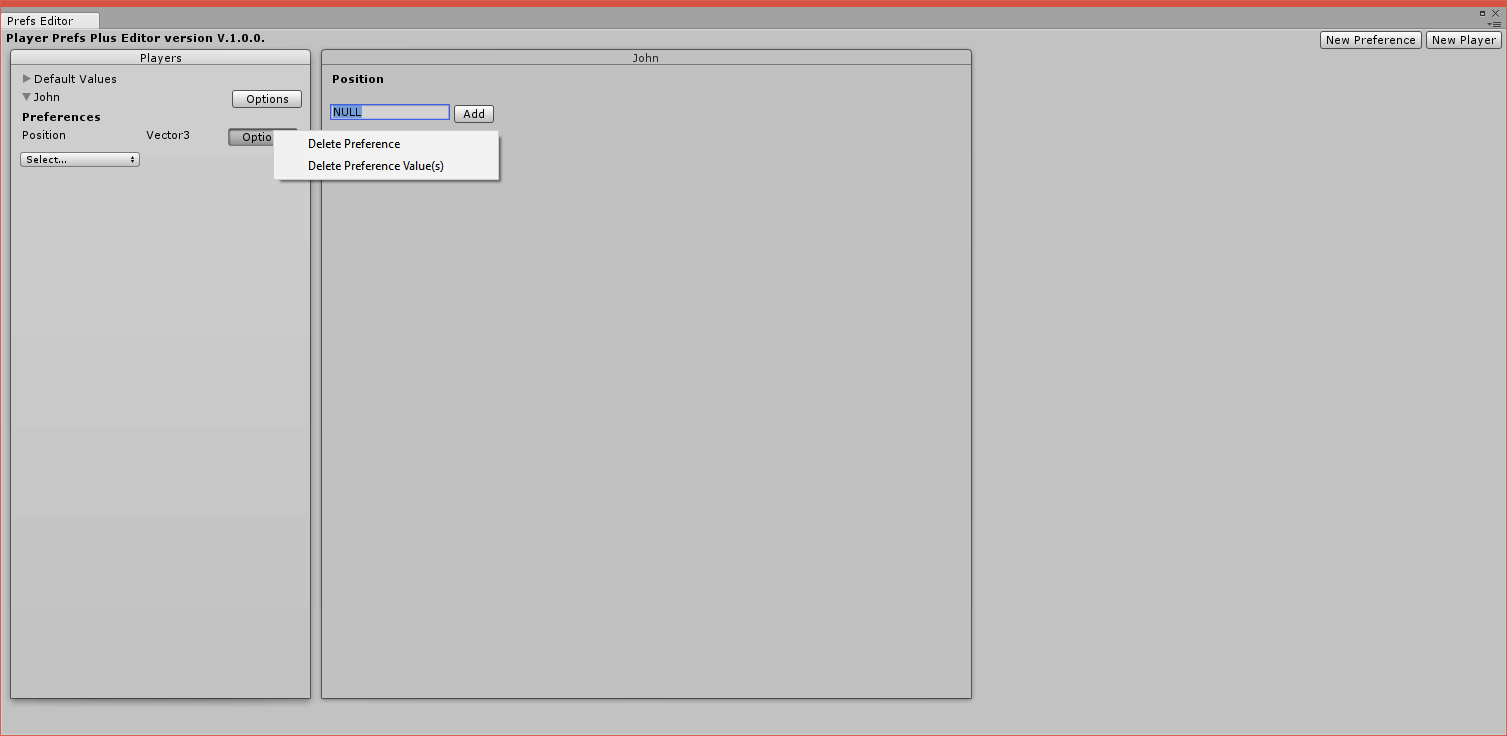 Prefs Editor
Player Prefs Plus Editor version V.1.0.0.
New Preference
New Player
Players
Default Values
John
Options
Preferences
Position Vector3 Optio
Select...
John
Position
NULL
Add
Delete Preference
Delete Preference Value(s)